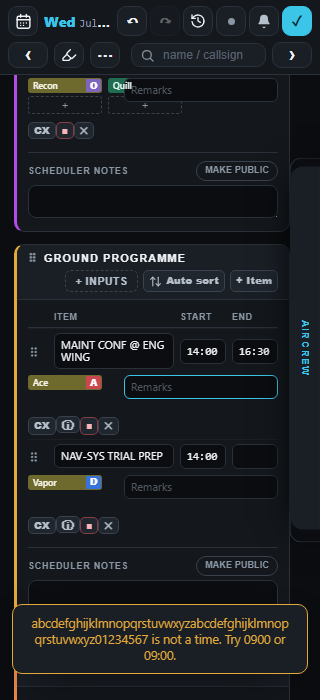 Wed Jul...
name / callsign
Recon O Quill Remarks
+ +
CX
SCHEDULER NOTES MAKE PUBLIC
GROUND PROGRAMME
+ INPUTS Auto sort + Item
ITEM START END
MAINT CONF @ ENG WING 14:00 16:30
Ace A Remarks
CX
NAV-SYS TRIAL PREP 14:00
Vapor D Remarks
CX
SCHEDULER NOTES MAKE PUBLIC
AIRCREW
abcdefghijklmnopqrstuvwxyzabcdefghijklmnop
qrstuvwxyz01234567 is not a time. Try 0900 or
09:00.